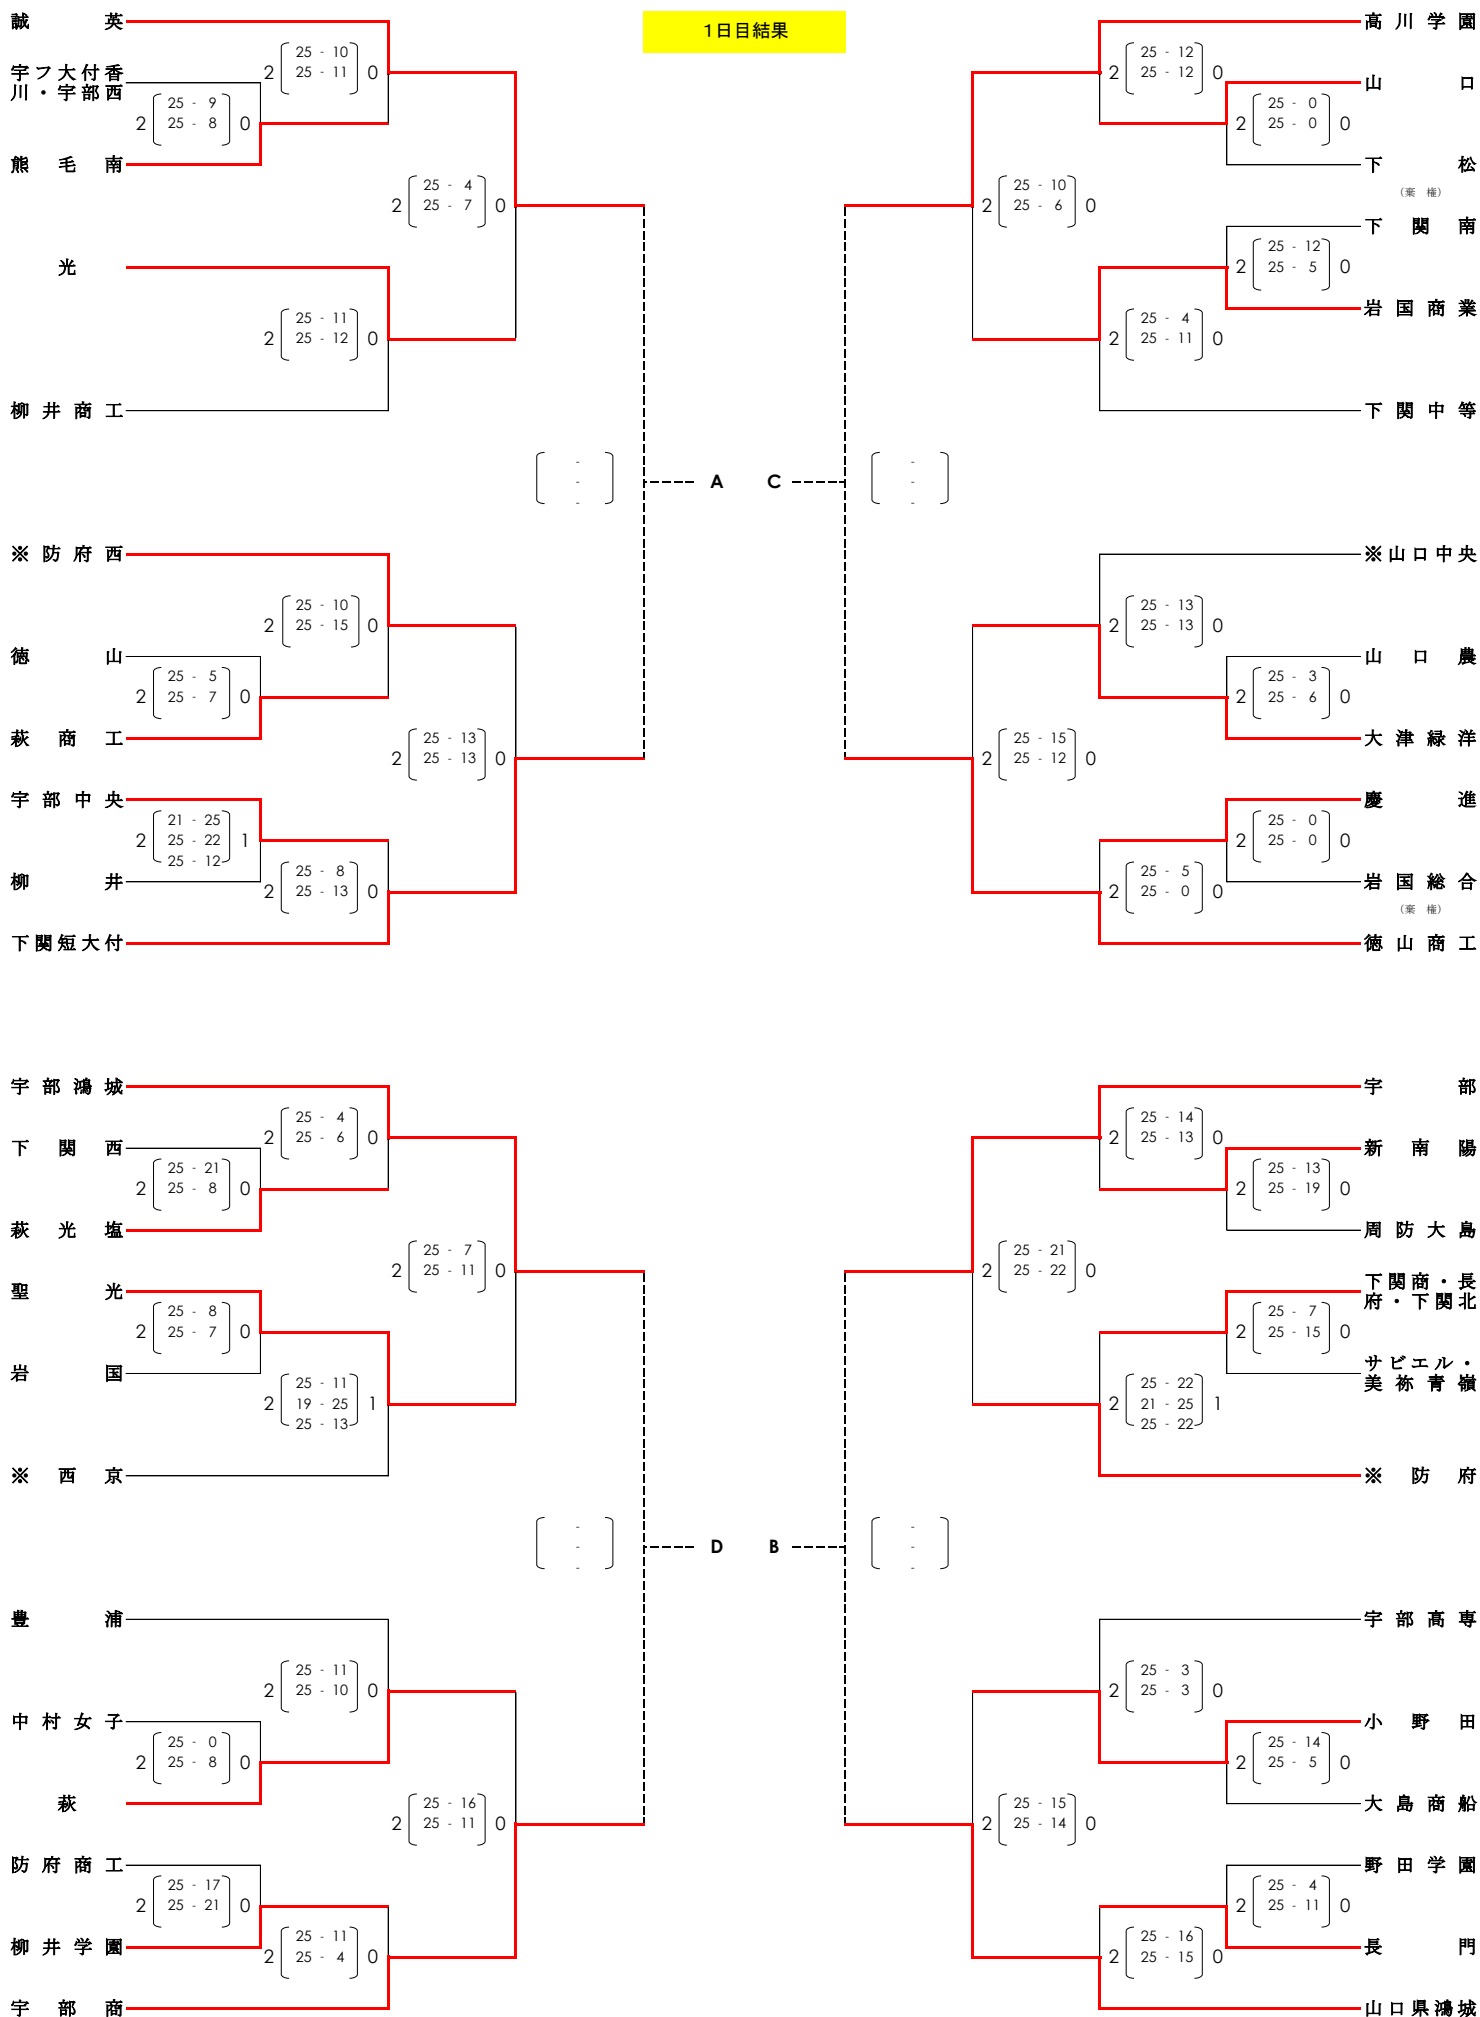 1日目結果
誠 英
25 - 10
2 25 - 11 0
宇フ大付香
川・宇部西
25 - 9
2 25 - 8 0
熊 毛 南
25 - 4
2 25 - 7 0
光
25 - 11
2 25 - 12 0
柳 井 商 工
-
-
-
A
※ 防 府 西
25 - 10
2 25 - 15 0
徳 山
25 - 5
2 25 - 7 0
萩 商 工
25 - 13
2 25 - 13 0
宇 部 中 央
21 - 25
2 25 - 22 1
25 - 12
柳 井
25 - 8
2 25 - 13 0
下関短大付
高 川 学 園
25 - 12
2 25 - 12 0
山 口
25 - 0
2 25 - 0 0
下 松
(棄 権)
25 - 10
2 25 - 6 0
下 関 南
25 - 12
2 25 - 5 0
岩 国 商 業
25 - 4
2 25 - 11 0
下 関 中 等
C
-
-
-
※山口中央
25 - 13
2 25 - 13 0
山 口 農
25 - 3
2 25 - 6 0
大 津 緑 洋
25 - 15
2 25 - 12 0
慶 進
25 - 0
2 25 - 0 0
岩 国 総 合
(棄 権)
25 - 5
2 25 - 0 0
徳 山 商 工
宇 部 鴻 城
25 - 4
2 25 - 6 0
下 関 西
25 - 21
2 25 - 8 0
萩 光 塩
25 - 7
2 25 - 11 0
聖 光
25 - 8
2 25 - 7 0
岩 国
25 - 11
2 19 - 25 1
25 - 13
※ 西 京
-
-
-
D
豊 浦
25 - 11
2 25 - 10 0
中 村 女 子
25 - 0
2 25 - 8 0
萩
25 - 16
2 25 - 11 0
防 府 商 工
25 - 17
2 25 - 21 0
柳 井 学 園
25 - 11
2 25 - 4 0
宇 部 商
宇 部
25 - 14
2 25 - 13 0
新 南 陽
25 - 13
2 25 - 19 0
周 防 大 島
25 - 21
2 25 - 22 0
下関商・長
府・下関北
25 - 7
2 25 - 15 0
サビエル・
美 祢 青 嶺
25 - 22
2 21 - 25 1
25 - 22
※ 防 府
B
-
-
-
宇 部 高 専
25 - 3
2 25 - 3 0
小 野 田
25 - 14
2 25 - 5 0
大 島 商 船
25 - 15
2 25 - 14 0
野 田 学 園
25 - 4
2 25 - 11 0
長 門
25 - 16
2 25 - 15 0
山口県鴻城